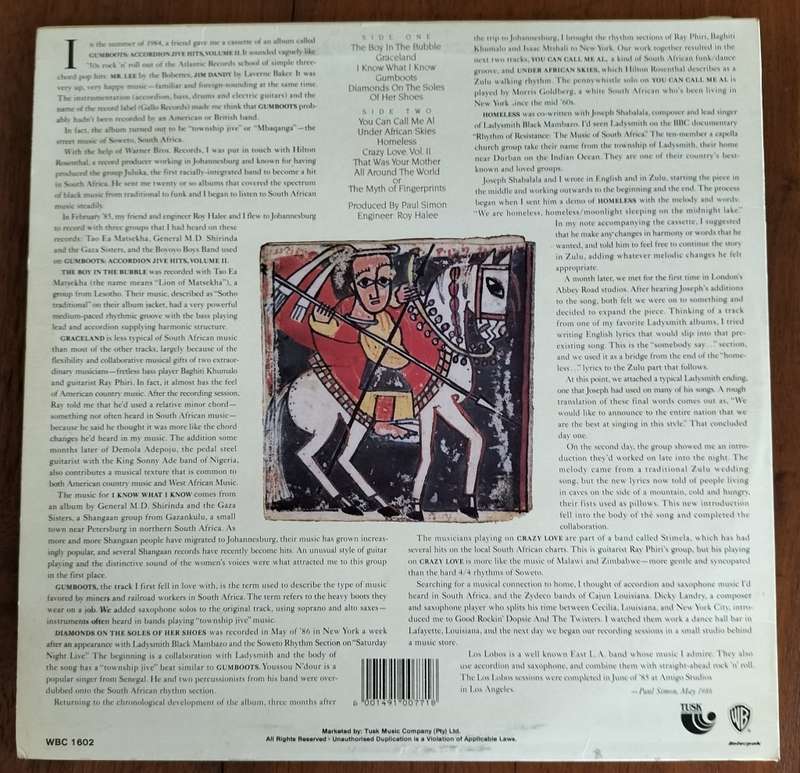 In the summer of 1984, a friend gave me a cassette of an album called
GUMBOOTS: ACCORDION JIVE HITS, VOLUME II. It sounded vaguely like
'50s rock 'n' roll out of the Atlantic Records school of simple three-
chord pop hits: MR. LEE by the Bobettes, JIM DANDY by Laverne Baker. It was
very up, very happy music—familiar and foreign-sounding at the same time.
The instrumentation (accordion, bass, drums and electric guitar) and the
name of the record label (Gallo Records) made me think that GUMBOOTS prob-
ably hadn't been recorded by an American or British band.
In fact, the album turned out to be "township jive" or "Mbaqanga"—the
street music of Soweto, South Africa.
With the help of Warner Bros. Records, I was put in touch with Hilton
Rosenthal, a record producer working in Johannesburg and known for having
produced the group Juluka, the first racially-integrated band to become a hit
in South Africa. He sent me twenty or so albums that covered the spectrum
of black music from traditional to funk and I began to listen to South African
music steadily.
In February '85, my friend and engineer Roy Halee and I flew to Johannesburg
to record with three groups that I had heard on these
records: Tao Ea Matsekha, General M.D. Shirinda
and the Gaza Sisters, and the Boyoyo Boys Band used
on GUMBOOTS: ACCORDION JIVE HITS, VOLUME II.
THE BOY IN THE BUBBLE was recorded with Tao Ea
Matsekha (the name means "Lion of Matsekha"), a
group from Lesotho. Their music, described as "Sotho
traditional" on their album jacket, had a very powerful
medium-paced rhythmic groove with the bass playing
lead and accordion supplying harmonic structure.
GRACELAND is less typical of South African music
than most of the other tracks, largely because of the
flexibility and collaborative musical gifts of two extraor-
dinary musicians—fretless bass player Baghiti Khumalo
and guitarist Ray Phiri. In fact, it almost has the feel
of American country music. After the recording session,
Ray told me that he'd used a relative minor chord—
something not often heard in South African music—
because he said he thought it was more like the chord
changes he'd heard in my music. The addition some
months later of Demola Adepoju, the pedal steel
guitarist with the King Sonny Ade band of Nigeria,
also contributes a musical texture that is common to
both American country music and West African Music.
The music for I KNOW WHAT I KNOW comes from
an album by General M.D. Shirinda and the Gaza
Sisters, a Shangaan group from Gazankulu, a small
town near Petersburg in northern South Africa. As
more and more Shangaan people have migrated to Johannesburg, their music has grown increas-
ingly popular, and several Shangaan records have recently become hits. An unusual style of guitar
playing and the distinctive sound of the women's voices were what attracted me to this group
in the first place.
GUMBOOTS, the track I first fell in love with, is the term used to describe the type of music
favored by miners and railroad workers in South Africa. The term refers to the heavy boots they
wear on a job. We added saxophone solos to the original track, using soprano and alto saxes—
instruments often heard in bands playing "township jive" music.
DIAMONDS ON THE SOLES OF HER SHOES was recorded in May of '86 in New York a week
after an appearance with Ladysmith Black Mambazo and the Soweto Rhythm Section on "Saturday
Night Live." The beginning is a collaboration with Ladysmith and the body of
the song has a "township jive" beat similar to GUMBOOTS. Youssou N'dour is a
popular singer from Senegal. He and two percussionists from his band were over-
dubbed onto the South African rhythm section.
Returning to the chronological development of the album, three months after
SIDE ONE
The Boy In The Bubble
Graceland
I Know What I Know
Gumboots
Diamonds On The Soles
Of Her Shoes
SIDE TWO
You Can Call Me Al
Under African Skies
Homeless
Crazy Love Vol. II
That Was Your Mother
All Around The World
or
The Myth of Fingerprints
Produced By Paul Simon
Engineer: Roy Halee
the trip to Johannesburg, I brought the rhythm sections of Ray Phiri, Baghiti
Khumalo and Isaac Mtshali to New York. Our work together resulted in the
next two tracks, YOU CAN CALL ME AL, a kind of South African funk/dance
groove, and UNDER AFRICAN SKIES, which Hilton Rosenthal describes as a
Zulu walking rhythm. The pennywhistle solo on YOU CAN CALL ME AL is
played by Morris Goldberg, a white South African who's been living in
New York since the mid '60s.
HOMELESS was co-written with Joseph Shabalala, composer and lead singer
of Ladysmith Black Mambazo. I'd seen Ladysmith on the BBC documentary
"Rhythm of Resistance: The Music of South Africa." The ten-member a capella
church group take their name from the township of Ladysmith, their home
near Durban on the Indian Ocean. They are one of their country's best-
known and loved groups.
Joseph Shabalala and I wrote in English and in Zulu, starting the piece in
the middle and working outwards to the beginning and the end. The process
began when I sent him a demo of HOMELESS with the melody and words:
"We are homeless, homeless/moonlight sleeping on the midnight lake."
In my note accompanying the cassette, I suggested
that he make any changes in harmony or words that he
wanted, and told him to feel free to continue the story
in Zulu, adding whatever melodic changes he felt
appropriate.
A month later, we met for the first time in London's
Abbey Road studios. After hearing Joseph's additions
to the song, both felt we were on to something and
decided to expand the piece. Thinking of a track
from one of my favorite Ladysmith albums, I tried
writing English lyrics that would slip into that pre-
existing song. This is the "somebody say..." section,
and we used it as a bridge from the end of the "home-
less..." lyrics to the Zulu part that follows.
At this point, we attached a typical Ladysmith ending,
one that Joseph had used on many of his songs. A rough
translation of these final words comes out as, "We
would like to announce to the entire nation that we
are the best at singing in this style." That concluded
day one.
On the second day, the group showed me an intro-
duction they'd worked on late into the night. The
melody came from a traditional Zulu wedding
song, but the new lyrics now told of people living
in caves on the side of a mountain, cold and hungry,
their fists used as pillows. This new introduction
fell into the body of the song and completed the
collaboration.
The musicians playing on CRAZY LOVE are part of a band called Stimela, which has had
several hits on the local South African charts. This is guitarist Ray Phiri's group, but his playing
on CRAZY LOVE is more like the music of Malawi and Zimbabwe—more gentle and syncopated
than the hard 4/4 rhythms of Soweto.
Searching for a musical connection to home, I thought of accordion and saxophone music I'd
heard in South Africa, and the Zydeco bands of Cajun Louisiana. Dicky Landry, a composer
and saxophone player who splits his time between Cecilia, Louisiana, and New York City, intro-
duced me to Good Rockin' Dopsie And The Twisters. I watched them work a dance hall bar in
Lafayette, Louisiana, and the next day we began our recording sessions in a small studio behind
a music store.
Los Lobos is a well known East L.A. band whose music I admire. They also
use accordion and saxophone, and combine them with straight-ahead rock 'n' roll.
The Los Lobos sessions were completed in June of '85 at Amigo Studios
in Los Angeles.
—Paul Simon, May 1986
6 001491 007718
WBC 1602
Marketed by: Tusk Music Company (Pty) Ltd.
All Rights Reserved · Unauthorised Duplication is a Violation of Applicable Laws.
TUSK
WB